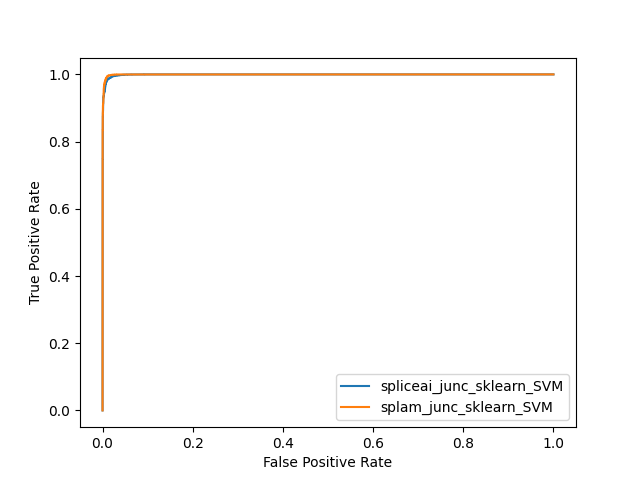 1.0
0.8
0.6
0.4
0.2
0.0
True Positive Rate
spliceai_junc_sklearn_SVM
splam_junc_sklearn_SVM
0.0 0.2 0.4 0.6 0.8 1.0
False Positive Rate